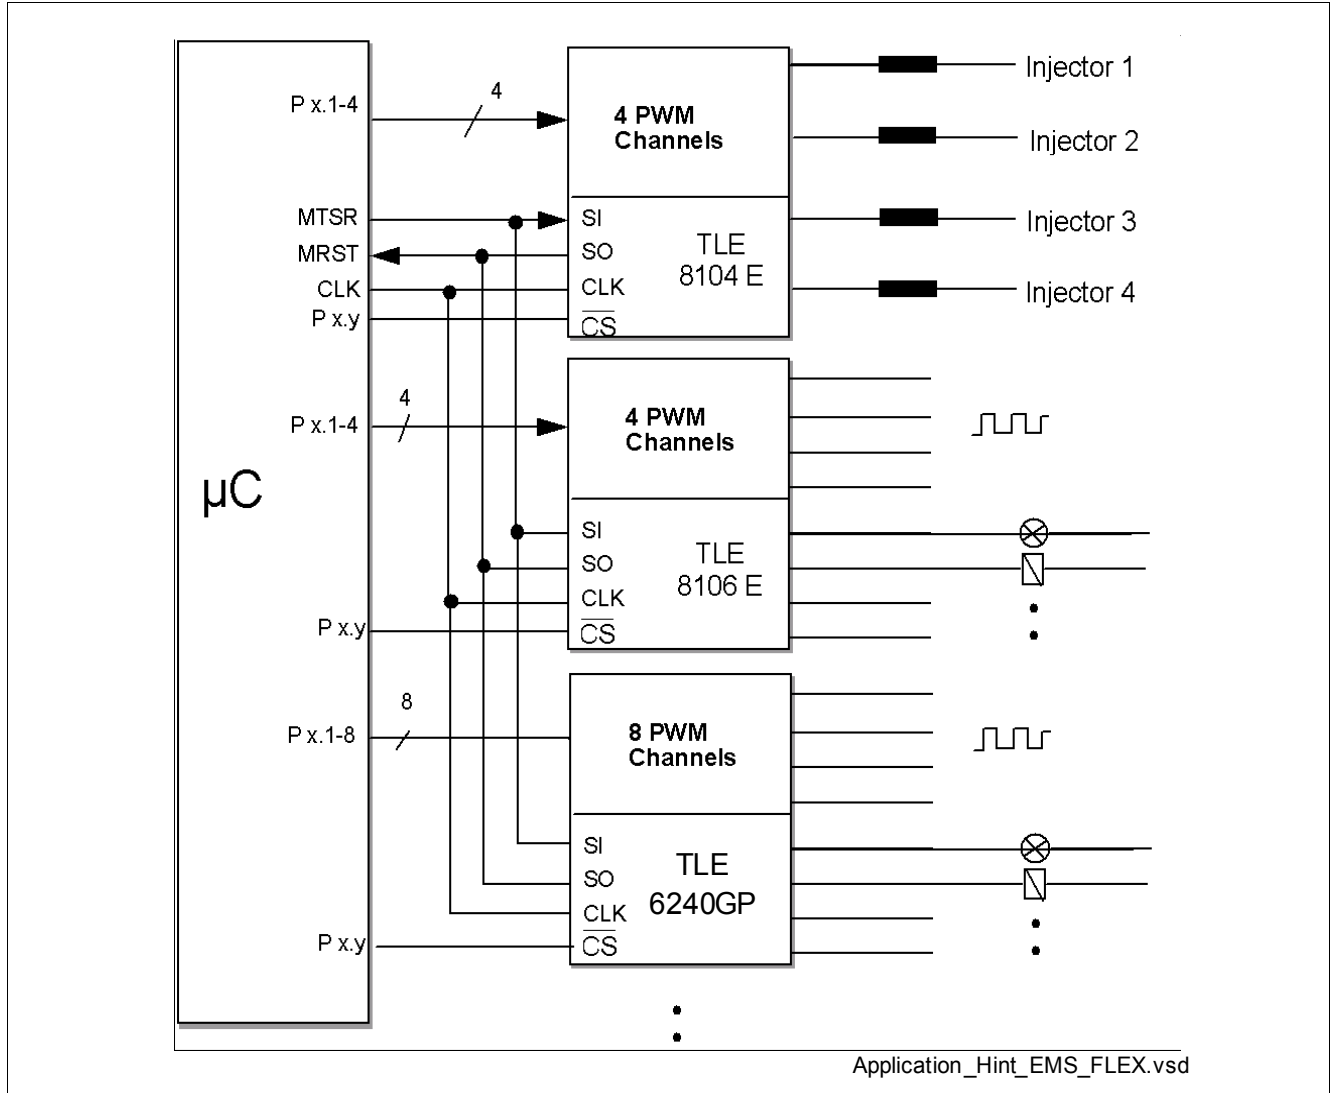 µC
P x.1-4
4
4 PWM
Channels
Injector 1
Injector 2
MTSR
MRST
CLK
P x.y
SI
SO
CLK
CS
TLE
8104 E
Injector 3
Injector 4
P x.1-4
4
4 PWM
Channels
P x.y
SI
SO
CLK
CS
TLE
8106 E
P x.1-8
8
8 PWM
Channels
P x.y
SI
SO
CLK
CS
TLE
6240GP
Application_Hint_EMS_FLEX.vsd